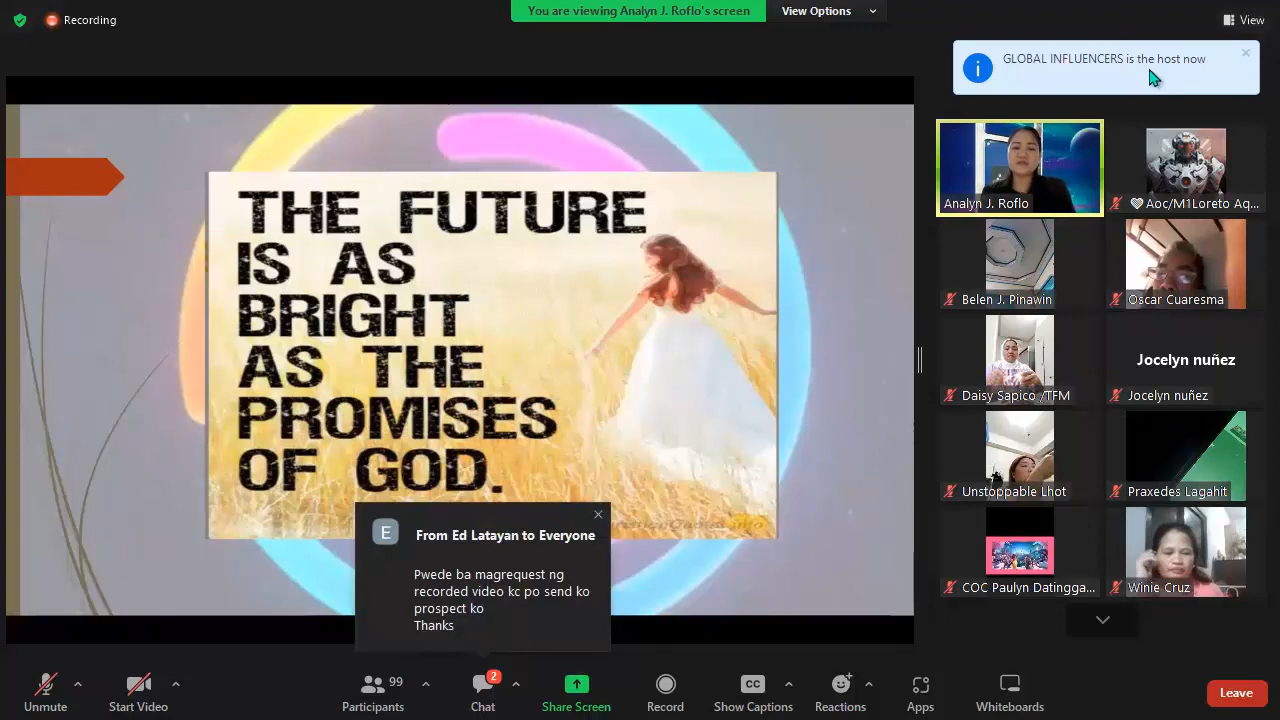 Recording
You are viewing Analyn J. Roflo's screen
View Options
View
GLOBAL INFLUENCERS is the host now
THE FUTURE
IS AS
BRIGHT
AS THE
PROMISES
OF GOD.
Analyn J. Roflo
Aoc/M1Loreto Aq...
Belen J. Pinawin
Oscar Cuaresma
Daisy Sapico /TFM
Jocelyn nuñez
Jocelyn nuñez
Unstoppable Lhot
Praxedes Lagahit
COC Paulyn Datingga...
Winie Cruz
E
From Ed Latayan to Everyone
Pwede ba magrequest ng
recorded video kc po send ko
prospect ko
Thanks
Unmute
Start Video
99
Participants
2
Chat
Share Screen
Record
CC
Show Captions
Reactions
Apps
Whiteboards
Leave